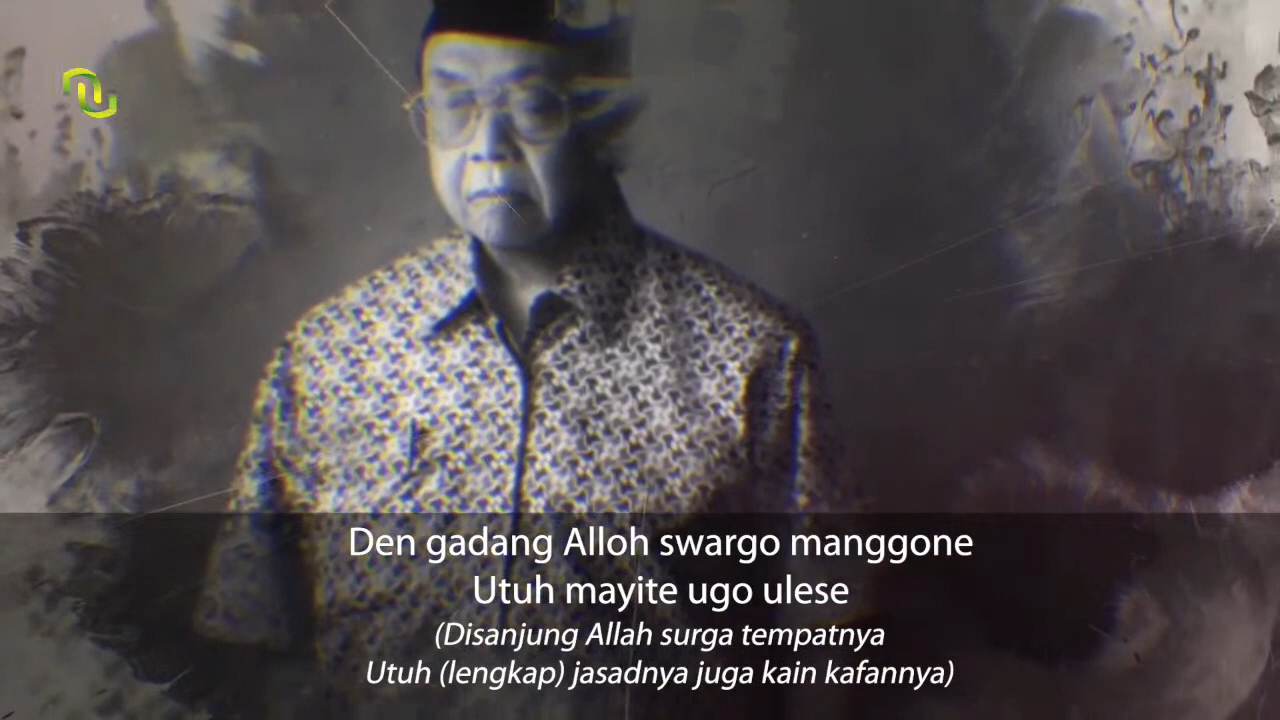 Den gadang Alloh swargo manggone
Utuh mayite ugo ulese
(Disanjung Allah surga tempatnya
Utuh (lengkap) jasadnya juga kain kafannya)